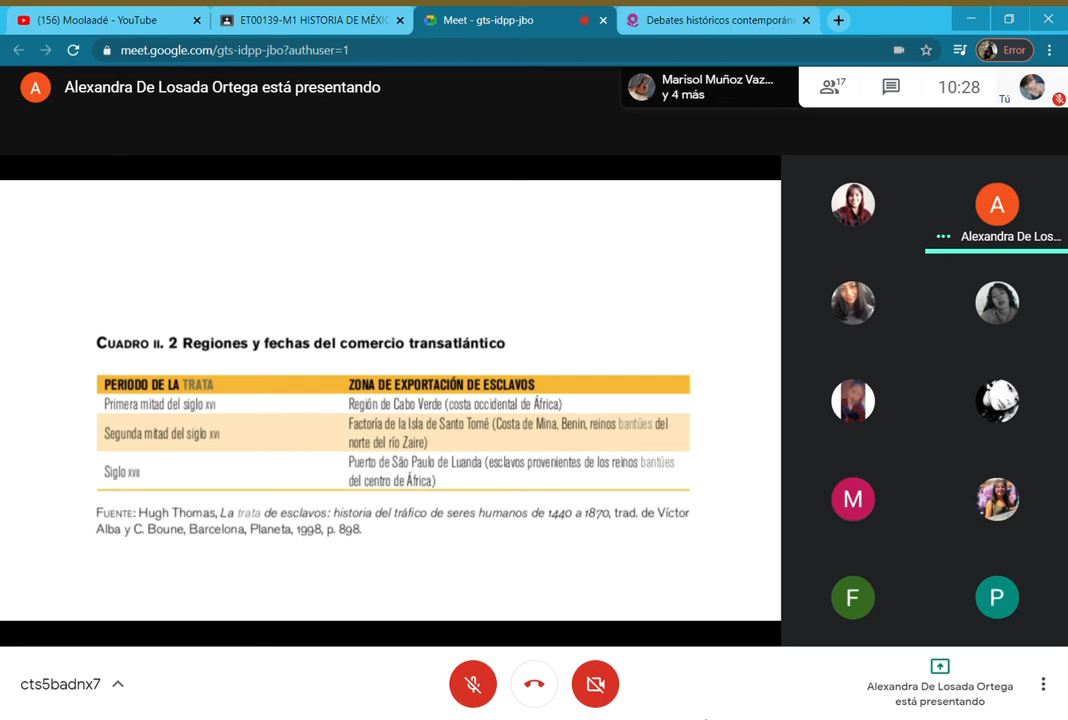 (156) Moolaadé - YouTube
ET00139-M1 HISTORIA DE MÉXIC
Meet - gts-idpp-jbo
Debates históricos contemporán
meet.google.com/gts-idpp-jbo?authuser=1
Error
A
Alexandra De Losada Ortega está presentando
Marisol Muñoz Vaz...
y 4 más
17
10:28
Tú
A
Alexandra De Los...
CUADRO II. 2 Regiones y fechas del comercio transatlántico
PERIODO DE LA TRATA
ZONA DE EXPORTACIÓN DE ESCLAVOS
Primera mitad del siglo XVI
Región de Cabo Verde (costa occidental de África)
Segunda mitad del siglo XVI
Factoría de la Isla de Santo Tomé (Costa de Mina, Benin, reinos bantúes del
norte del río Zaire)
Siglo XVII
Puerto de São Paulo de Luanda (esclavos provenientes de los reinos bantúes
del centro de África)
FUENTE: Hugh Thomas, La trata de esclavos: historia del tráfico de seres humanos de 1440 a 1870, trad. de Víctor
Alba y C. Boune, Barcelona, Planeta, 1998, p. 898.
M
F
P
cts5badnx7
Alexandra De Losada Ortega
está presentando